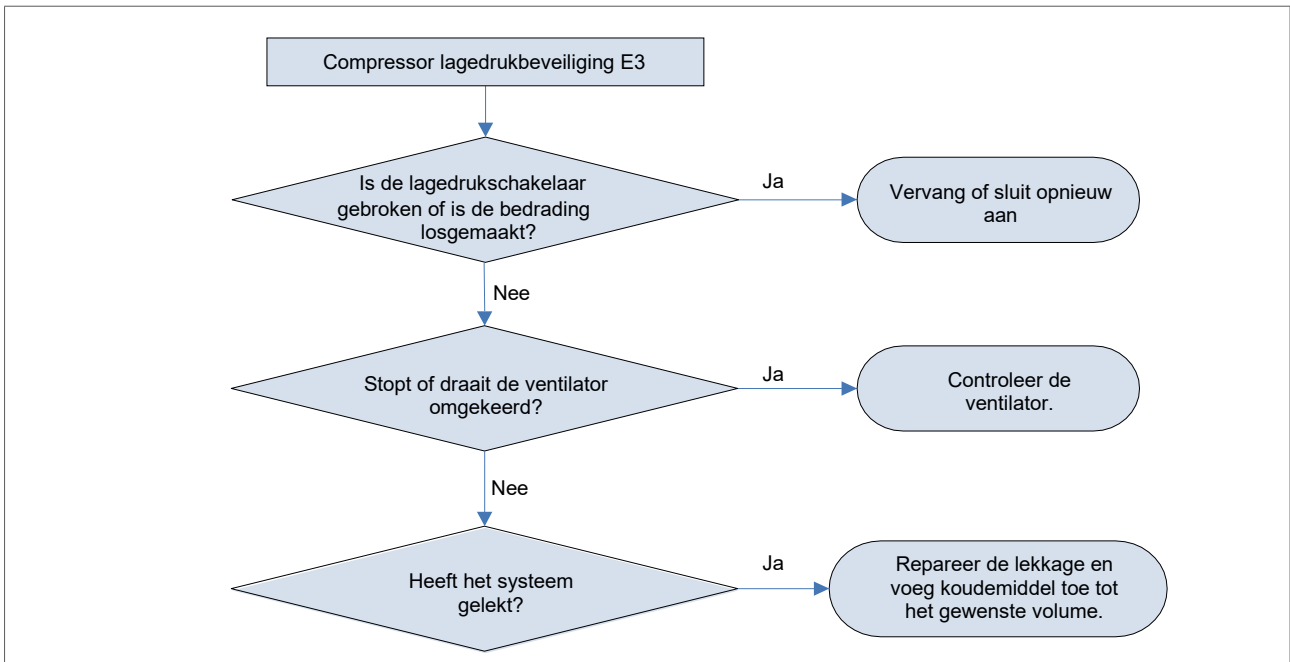 Compressor lagedrukbeveiliging E3
Is de lagedrukschakelaar
gebroken of is de bedrading
losgemaakt?
Ja
Vervang of sluit opnieuw
aan
Nee
Stopt of draait de ventilator
omgekeerd?
Ja
Controleer de
ventilator.
Nee
Heeft het systeem
gelekt?
Ja
Repareer de lekkage en
voeg koudemiddel toe tot
het gewenste volume.